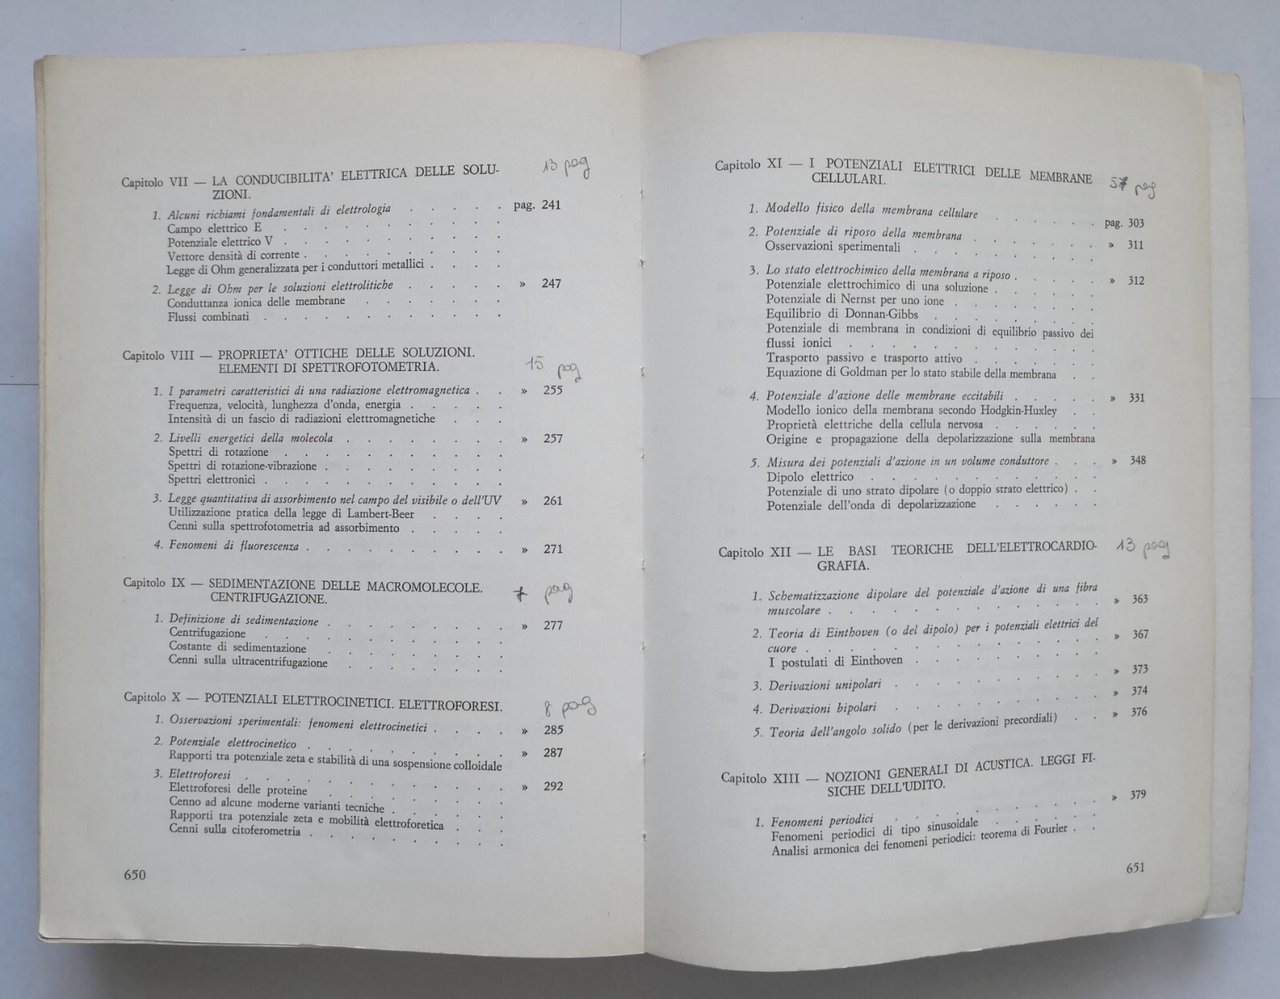 Capitolo VII — LA CONDUCIBILITA' ELETTRICA DELLE SOLU-
ZIONI.
13 pag
1. Alcuni richiami fondamentali di elettrologia . . . . . pag. 241
Campo elettrico E . . . . . . . .
Potenziale elettrico V . . . . . . . .
Vettore densità di corrente . . . . . . .
Legge di Ohm generalizzata per i conduttori metallici . . . .
2. Legge di Ohm per le soluzioni elettrolitiche . . . . . » 247
Conduttanza ionica delle membrane . . . . .
Flussi combinati . . . . . . . . .
Capitolo VIII — PROPRIETA' OTTICHE DELLE SOLUZIONI.
ELEMENTI DI SPETTROFOTOMETRIA.
15 pag
1. I parametri caratteristici di una radiazione elettromagnetica . . » 255
Frequenza, velocità, lunghezza d'onda, energia . . . . .
Intensità di un fascio di radiazioni elettromagnetiche . . .
2. Livelli energetici della molecola . . . . . . » 257
Spettri di rotazione . . . . . . . .
Spettri di rotazione-vibrazione . . . . . . .
Spettri elettronici . . . . . . . . .
3. Legge quantitativa di assorbimento nel campo del visibile o dell'UV » 261
Utilizzazione pratica della legge di Lambert-Beer . . . .
Cenni sulla spettrofotometria ad assorbimento . . . .
4. Fenomeni di fluorescenza . . . . . . . » 271
Capitolo IX — SEDIMENTAZIONE DELLE MACROMOLECOLE.
CENTRIFUGAZIONE.
7 pag
1. Definizione di sedimentazione . . . . . . » 277
Centrifugazione . . . . . . . . .
Costante di sedimentazione . . . . . . .
Cenni sulla ultracentrifugazione . . . . . .
Capitolo X — POTENZIALI ELETTROCINETICI. ELETTROFORESI.
8 pag
1. Osservazioni sperimentali: fenomeni elettrocinetici . . . . » 285
2. Potenziale elettrocinetico . . . . . . . » 287
Rapporti tra potenziale zeta e stabilità di una sospensione colloidale
3. Elettroforesi . . . . . . . . . » 292
Elettroforesi delle proteine . . . . . . .
Cenno ad alcune moderne varianti tecniche . . . .
Rapporti tra potenziale zeta e mobilità elettroforetica . . .
Cenni sulla citoferometria . . . . . . .
650
Capitolo XI — I POTENZIALI ELETTRICI DELLE MEMBRANE
CELLULARI.
57 pag
1. Modello fisico della membrana cellulare . . . . . pag. 303
2. Potenziale di riposo della membrana . . . . . » 311
Osservazioni sperimentali . . . . . . .
3. Lo stato elettrochimico della membrana a riposo . . . . » 312
Potenziale elettrochimico di una soluzione . . . . .
Potenziale di Nernst per uno ione . . . . . .
Equilibrio di Donnan-Gibbs . . . . . . .
Potenziale di membrana in condizioni di equilibrio passivo dei
flussi ionici . . . . . . . . . .
Trasporto passivo e trasporto attivo . . . . . .
Equazione di Goldman per lo stato stabile della membrana . .
4. Potenziale d'azione delle membrane eccitabili . . . . » 331
Modello ionico della membrana secondo Hodgkin-Huxley . .
Proprietà elettriche della cellula nervosa . . . . .
Origine e propagazione della depolarizzazione sulla membrana
5. Misura dei potenziali d'azione in un volume conduttore . . . » 348
Dipolo elettrico . . . . . . . . .
Potenziale di uno strato dipolare (o doppio strato elettrico) . .
Potenziale dell'onda di depolarizzazione . . . . .
Capitolo XII — LE BASI TEORICHE DELL'ELETTROCARDIO-
GRAFIA.
13 pag
1. Schematizzazione dipolare del potenziale d'azione di una fibra
muscolare . . . . . . . . . . » 363
2. Teoria di Einthoven (o del dipolo) per i potenziali elettrici del
cuore . . . . . . . . . . . » 367
I postulati di Einthoven . . . . . . .
3. Derivazioni unipolari . . . . . . . » 373
4. Derivazioni bipolari . . . . . . . . » 374
5. Teoria dell'angolo solido (per le derivazioni precordiali) . . » 376
Capitolo XIII — NOZIONI GENERALI DI ACUSTICA. LEGGI FI-
SICHE DELL'UDITO.
1. Fenomeni periodici . . . . . . . . » 379
Fenomeni periodici di tipo sinusoidale . . . . .
Analisi armonica dei fenomeni periodici: teorema di Fourier . .
651